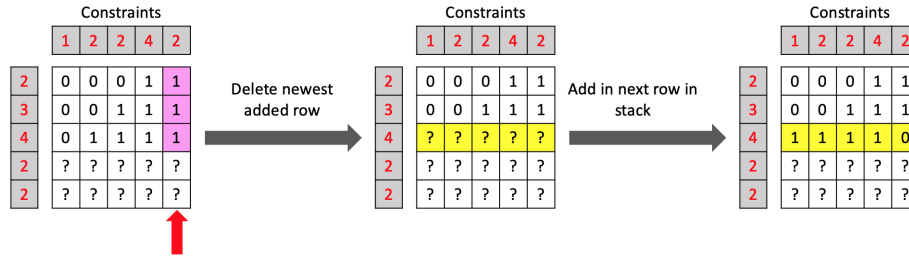 Constraints
1 2 2 4 2
2 0 0 0 1 1
3 0 0 1 1 1
4 0 1 1 1 1
2 ? ? ? ? ?
2 ? ? ? ? ?
Delete newest
added row
Constraints
1 2 2 4 2
2 0 0 0 1 1
3 0 0 1 1 1
4 ? ? ? ? ?
2 ? ? ? ? ?
2 ? ? ? ? ?
Add in next row in
stack
Constraints
1 2 2 4 2
2 0 0 0 1 1
3 0 0 1 1 1
4 1 1 1 1 0
2 ? ? ? ? ?
2 ? ? ? ? ?